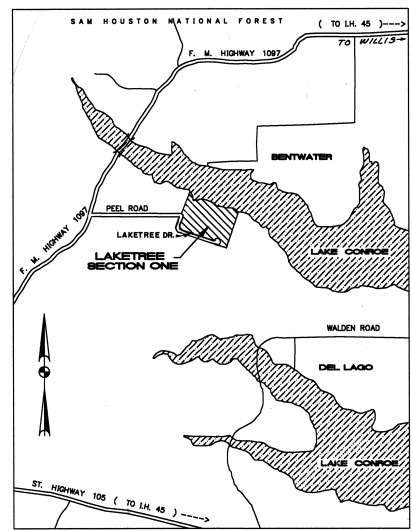 SAM HOUSTON NATIONAL FOREST
( TO I.H. 45 )---->
TO WILLIS→
F. M. HIGHWAY 1097
BENTWATER
F. M. HIGHWAY 1097
PEEL ROAD
LAKETREE DR.
LAKETREE
SECTION ONE
LAKE CONROE
WALDEN ROAD
DEL LAGO
LAKE CONROE
ST. HIGHWAY 105 ( TO I.H. 45 ) ---->